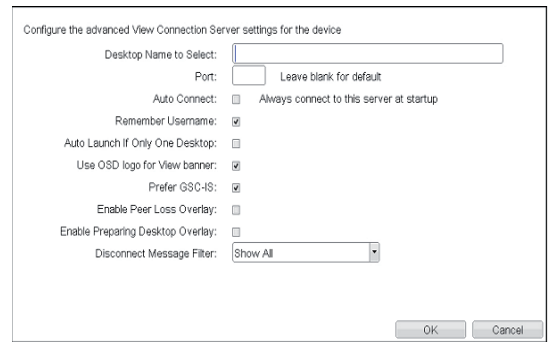 Configure the advanced View Connection Server settings for the device
Desktop Name to Select:
Port: Leave blank for default
Auto Connect: Always connect to this server at startup
Remember Username:
Auto Launch If Only One Desktop:
Use OSD logo for View banner:
Prefer GSC-IS:
Enable Peer Loss Overlay:
Enable Preparing Desktop Overlay:
Disconnect Message Filter: Show All
OK Cancel